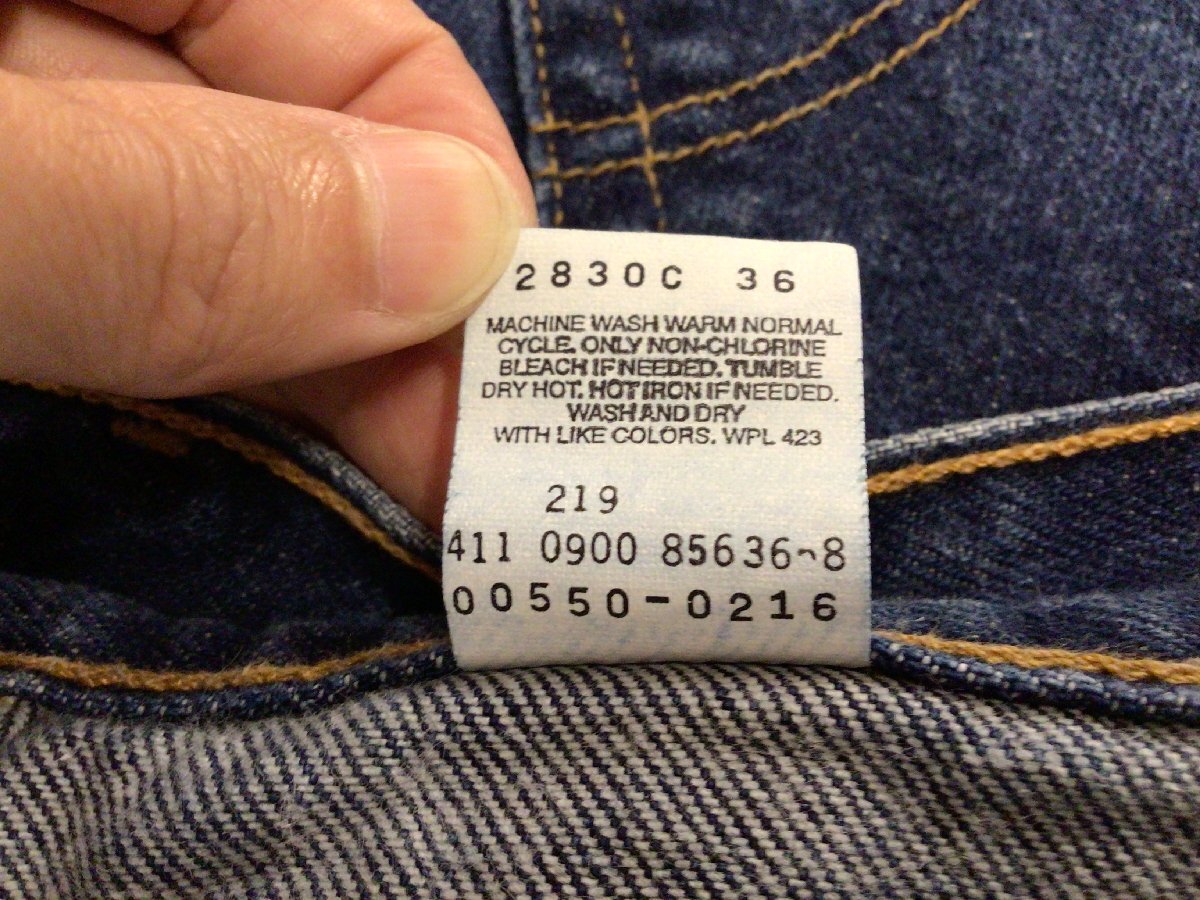 2830C 36
MACHINE WASH WARM NORMAL
CYCLE. ONLY NON-CHLORINE
BLEACH IF NEEDED. TUMBLE
DRY HOT. HOT IRON IF NEEDED.
WASH AND DRY
WITH LIKE COLORS. WPL 423
219
411 0900 85636-8
00550-0216